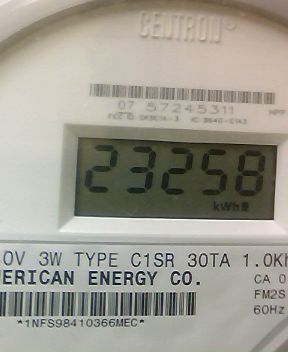 CENTRON®
07 57245311
23258
kWh
0V 3W TYPE C1SR 30TA 1.0Kh
ERICAN ENERGY CO.
CA 0
FM2S
60Hz
*1NFS98410366MEC*